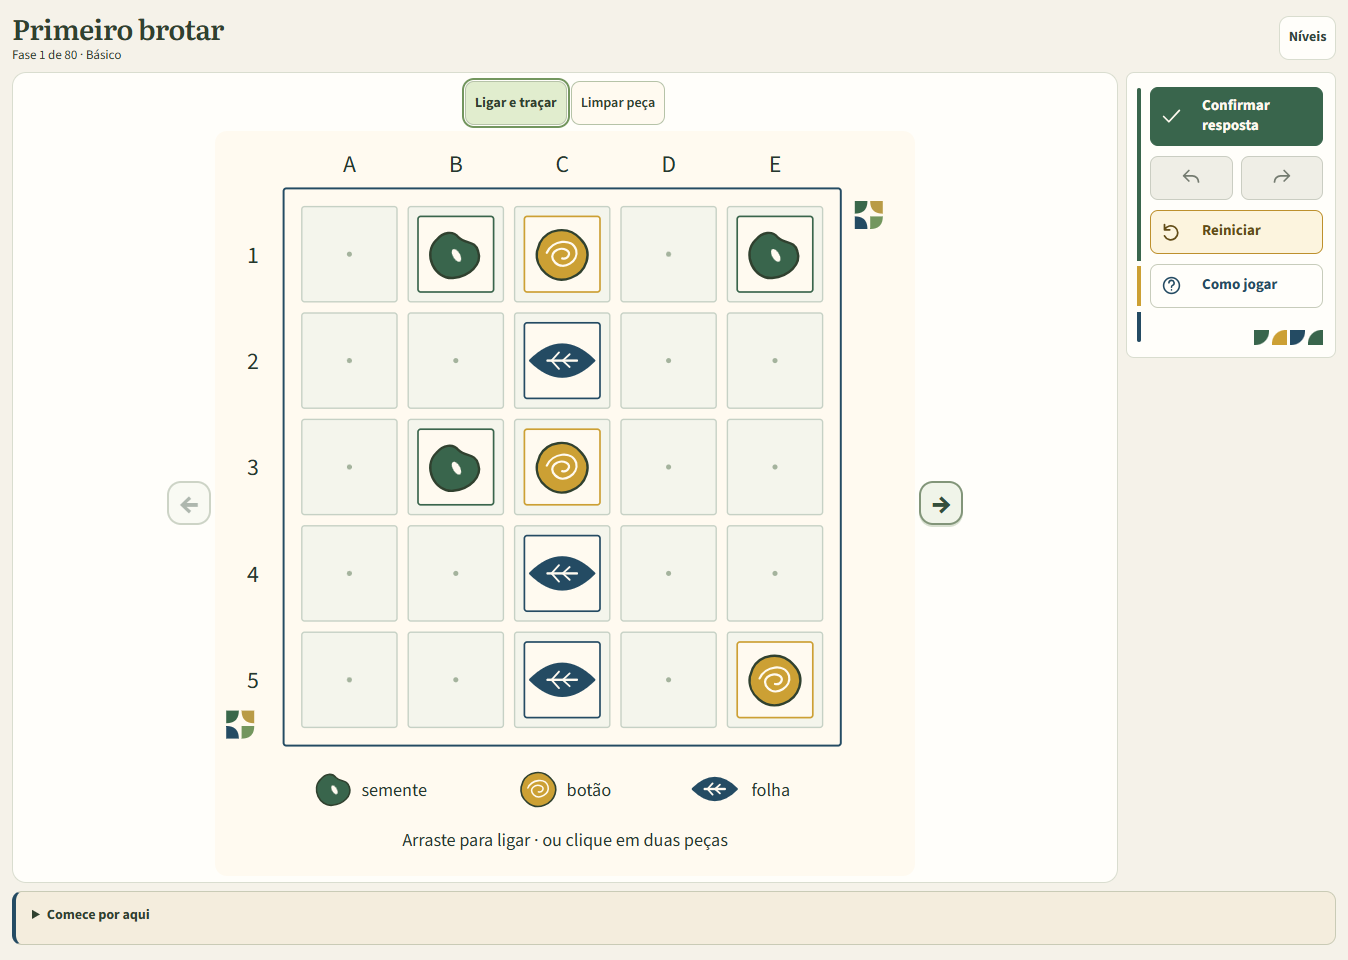 Primeiro brotar
Fase 1 de 80 · Básico
Níveis
Ligar e traçar
Limpar peça
Confirmar
resposta
Reiniciar
Como jogar
A B C D E
1
2
3
4
5
semente botão folha
Arraste para ligar · ou clique em duas peças
Comece por aqui